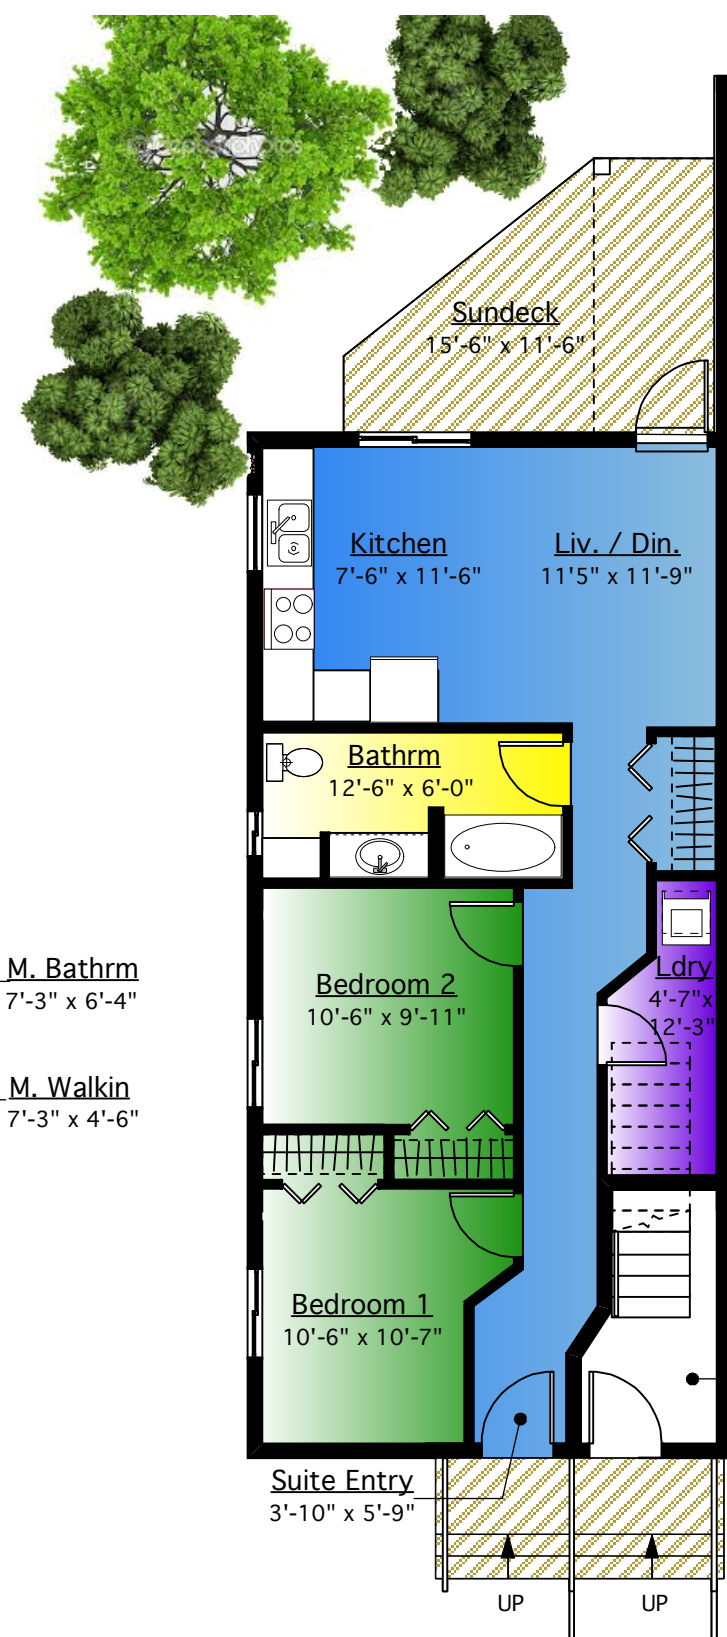 depositphotos
Sundeck
15'-6" x 11'-6"
Kitchen
7'-6" x 11'-6"
Liv. / Din.
11'5" x 11'-9"
Bathrm
12'-6" x 6'-0"
M. Bathrm
7'-3" x 6'-4"
Bedroom 2
10'-6" x 9'-11"
Ldry
4'-7"x
12'-3"
M. Walkin
7'-3" x 4'-6"
Bedroom 1
10'-6" x 10'-7"
Suite Entry
3'-10" x 5'-9"
UP
UP